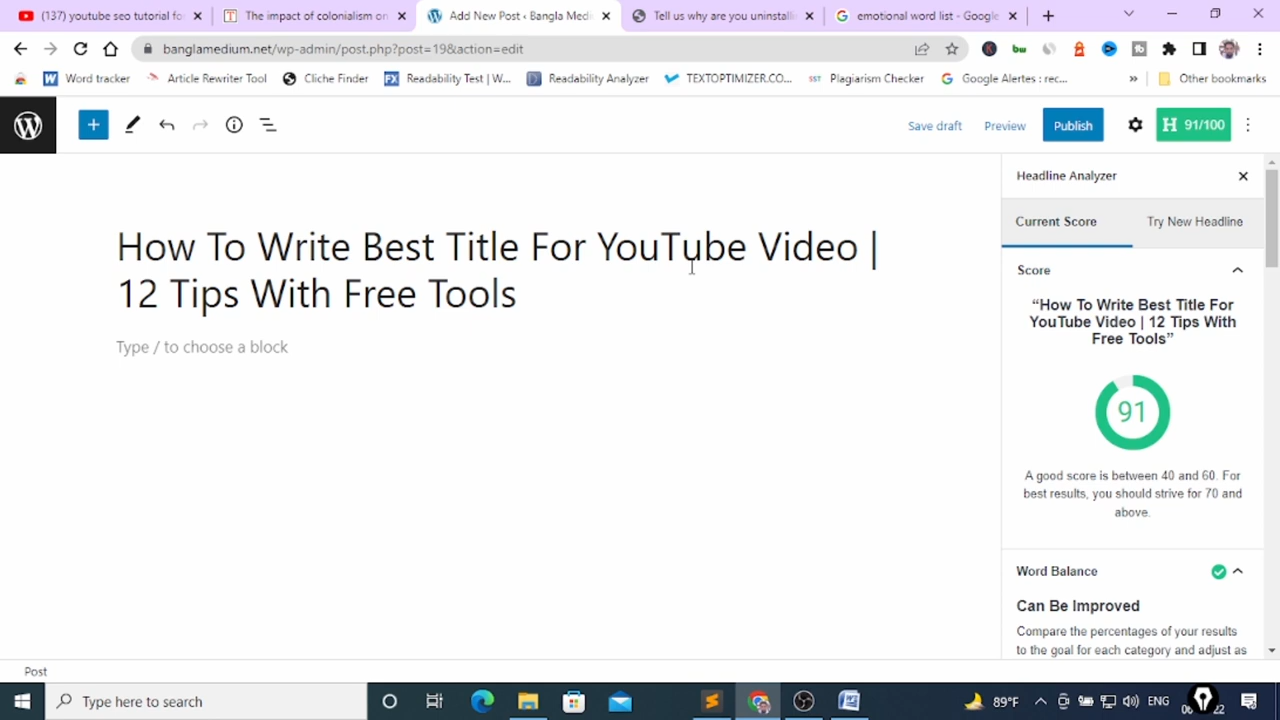 (137) youtube seo tutorial fo
The impact of colonialism on
Add New Post ‹ Bangla Medi
Tell us why are you uninstalli
emotional word list - Google
banglamedium.net/wp-admin/post.php?post=19&action=edit
Word tracker
Article Rewriter Tool
Cliche Finder
Readability Test | W...
Readability Analyzer
TEXTOPTIMIZER.CO...
Plagiarism Checker
Google Alertes : rec...
»
Other bookmarks
Save draft
Preview
Publish
H 91/100
How To Write Best Title For YouTube Video |
12 Tips With Free Tools
Type / to choose a block
Headline Analyzer
Current Score
Try New Headline
Score
“How To Write Best Title For
YouTube Video | 12 Tips With
Free Tools”
91
A good score is between 40 and 60. For
best results, you should strive for 70 and
above.
Word Balance
Can Be Improved
Compare the percentages of your results
to the goal for each category and adjust as
Post
Type here to search
89°F
ENG